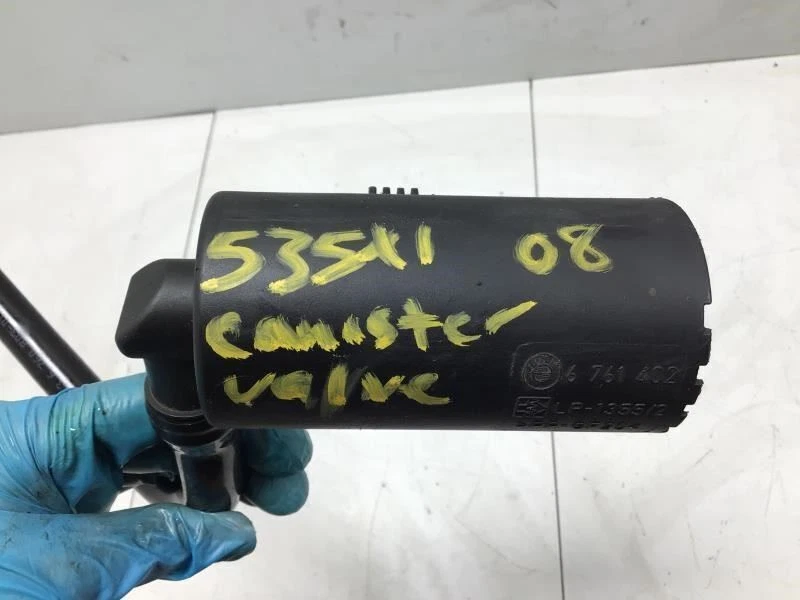 535xi 08
canister
valve
6 761 402
LP-1355/2